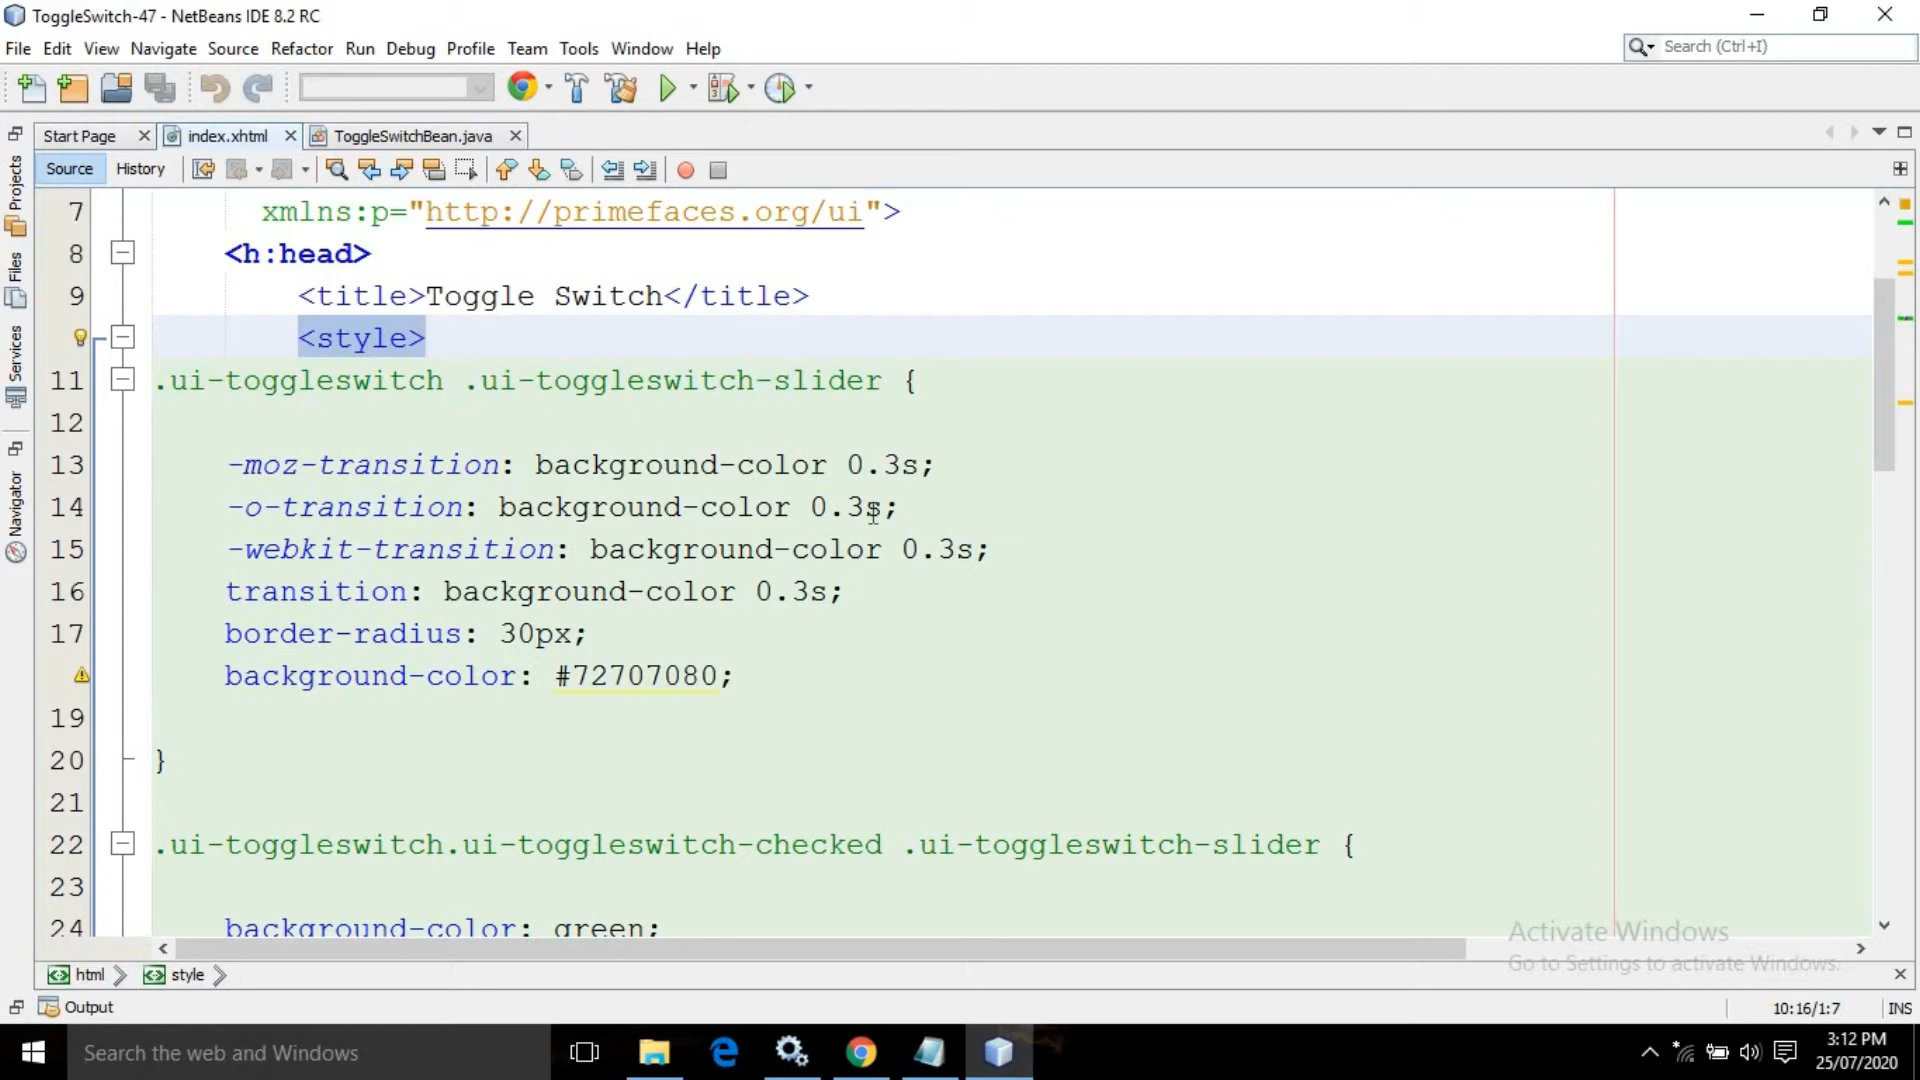 ToggleSwitch-47 - NetBeans IDE 8.2 RC
File Edit View Navigate Source Refactor Run Debug Profile Team Tools Window Help
Search (Ctrl+I)
Start Page
index.xhtml
ToggleSwitchBean.java
Source History
Projects
Files
Services
Navigator
7 xmlns:p="http://primefaces.org/ui">
8 <h:head>
9 <title>Toggle Switch</title>
<style>
11 .ui-toggleswitch .ui-toggleswitch-slider {
12
13 -moz-transition: background-color 0.3s;
14 -o-transition: background-color 0.3s;
15 -webkit-transition: background-color 0.3s;
16 transition: background-color 0.3s;
17 border-radius: 30px;
background-color: #72707080;
19
20 }
21
22 .ui-toggleswitch.ui-toggleswitch-checked .ui-toggleswitch-slider {
23
24 background-color: green;
Activate Windows
Go to Settings to activate Windows.
html style
Output
10:16/1:7 INS
Search the web and Windows
3:12 PM
25/07/2020